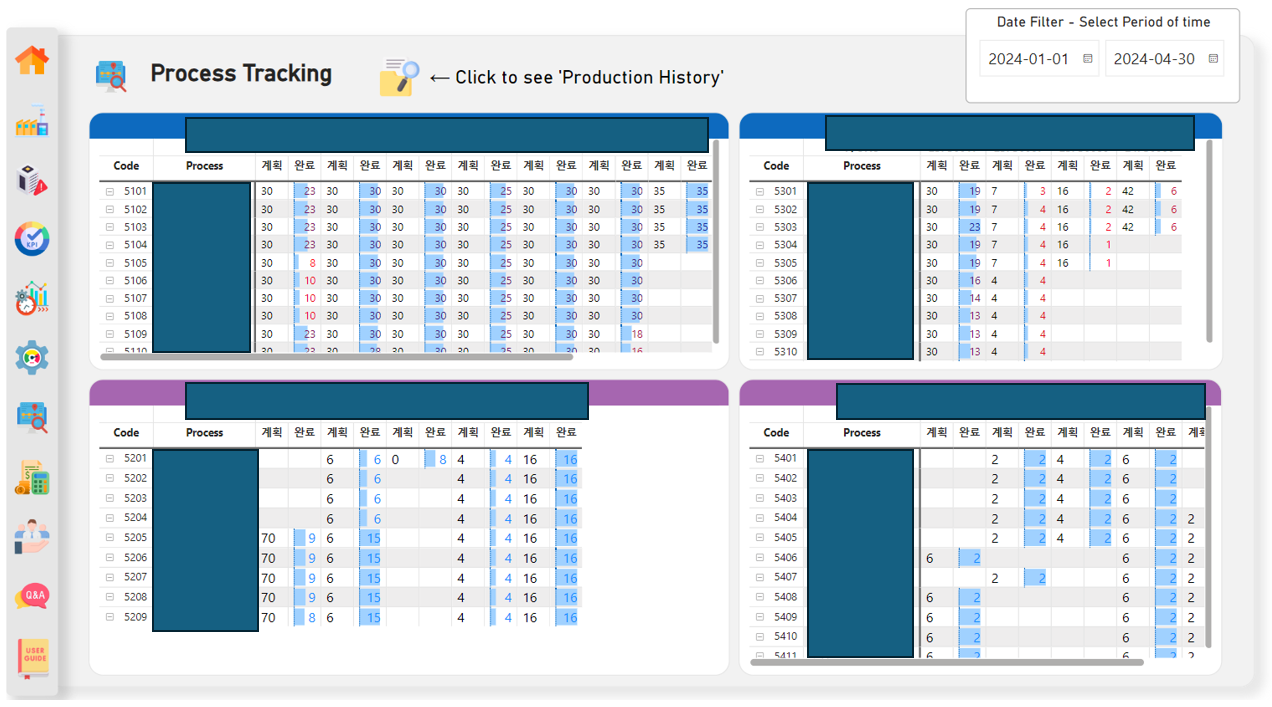 Date Filter - Select Period of time
2024-01-01 2024-04-30
Process Tracking
← Click to see 'Production History'
KPI
Q&A
USER GUIDE
Code Process 계획 완료 계획 완료 계획 완료 계획 완료 계획 완료 계획 완료 계획 완료
5101 30 23 30 30 30 30 30 25 30 30 30 30 35 35
5102 30 23 30 30 30 30 30 25 30 30 30 30 35 35
5103 30 23 30 30 30 30 30 25 30 30 30 30 35 35
5104 30 23 30 30 30 30 30 25 30 30 30 30 35 35
5105 30 8 30 30 30 30 30 25 30 30 30 30
5106 30 10 30 30 30 30 30 25 30 30 30 30
5107 30 10 30 30 30 30 30 25 30 30 30 30
5108 30 10 30 30 30 30 30 25 30 30 30 30
5109 30 23 30 30 30 30 30 25 30 30 30 18
5110 30 23 30 28 30 30 30 25 30 30 30 16
Code Process 계획 완료 계획 완료 계획 완료 계획 완료
5301 30 19 7 3 16 2 42 6
5302 30 19 7 4 16 2 42 6
5303 30 23 7 4 16 2 42 6
5304 30 19 7 4 16 1
5305 30 19 7 4 16 1
5306 30 16 4 4
5307 30 14 4 4
5308 30 13 4 4
5309 30 13 4 4
5310 30 13 4 4
Code Process 계획 완료 계획 완료 계획 완료 계획 완료 계획 완료
5201 6 6 0 8 4 4 16 16
5202 6 6 4 4 16 16
5203 6 6 4 4 16 16
5204 6 6 4 4 16 16
5205 70 9 6 15 4 4 16 16
5206 70 9 6 15 4 4 16 16
5207 70 9 6 15 4 4 16 16
5208 70 9 6 15 4 4 16 16
5209 70 8 6 15 4 4 16 16
Code Process 계획 완료 계획 완료 계획 완료 계획 완료 계획
5401 2 2 4 2 6 2
5402 2 2 4 2 6 2
5403 2 2 4 2 6 2
5404 2 2 4 2 6 2 2
5405 2 2 4 2 6 2 2
5406 6 2 6 2 2
5407 2 2 6 2 2
5408 6 2 6 2 2
5409 6 2 6 2 2
5410 6 2 6 2 2
5411 6 2 6 2 2